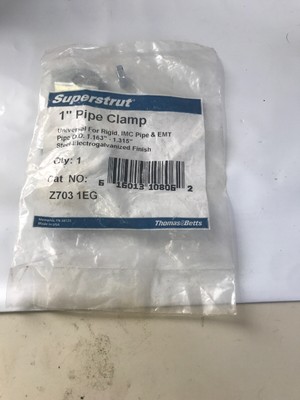 Superstrut®
1" Pipe Clamp
Universal For Rigid, IMC Pipe & EMT
Pipe O.D. 1.163" - 1.315"
Steel Electrogalvanized Finish
Qty: 1
Cat. NO:
Z703 1EG
Thomas&Betts